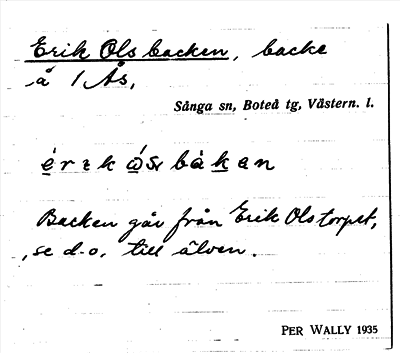 Erik Ols backen, backe
å 1 Ås,
Sånga sn, Boteå tg, Västern. l.
Backen går från Erik Olstorpet,
se d.o. till älven.
PER WALLY 1935